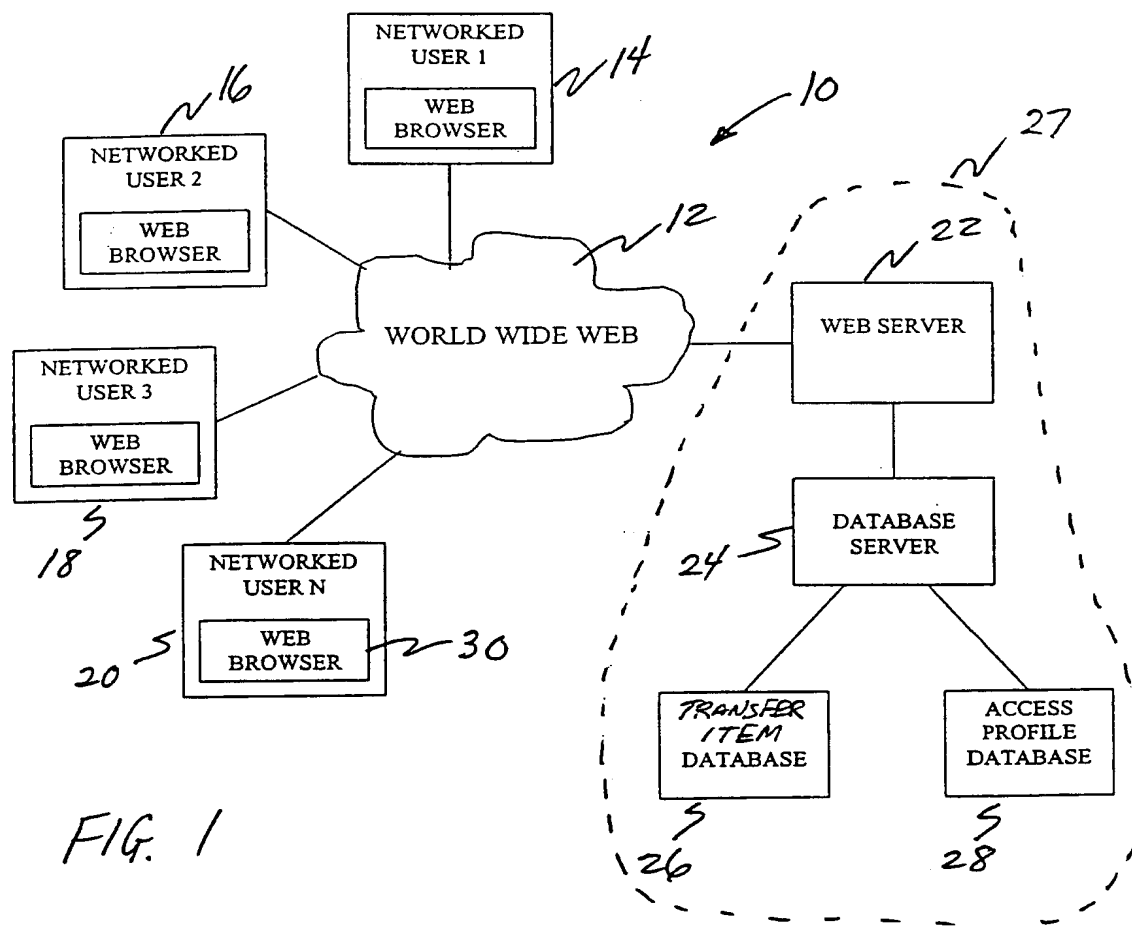 NETWORKED
USER 1
WEB
BROWSER
14
10
16
NETWORKED
USER 2
WEB
BROWSER
27
12
22
WORLD WIDE WEB
WEB SERVER
NETWORKED
USER 3
WEB
BROWSER
18
DATABASE
SERVER
24
NETWORKED
USER N
WEB
BROWSER
20
30
TRANSFER
ITEM
DATABASE
26
ACCESS
PROFILE
DATABASE
28
FIG. 1